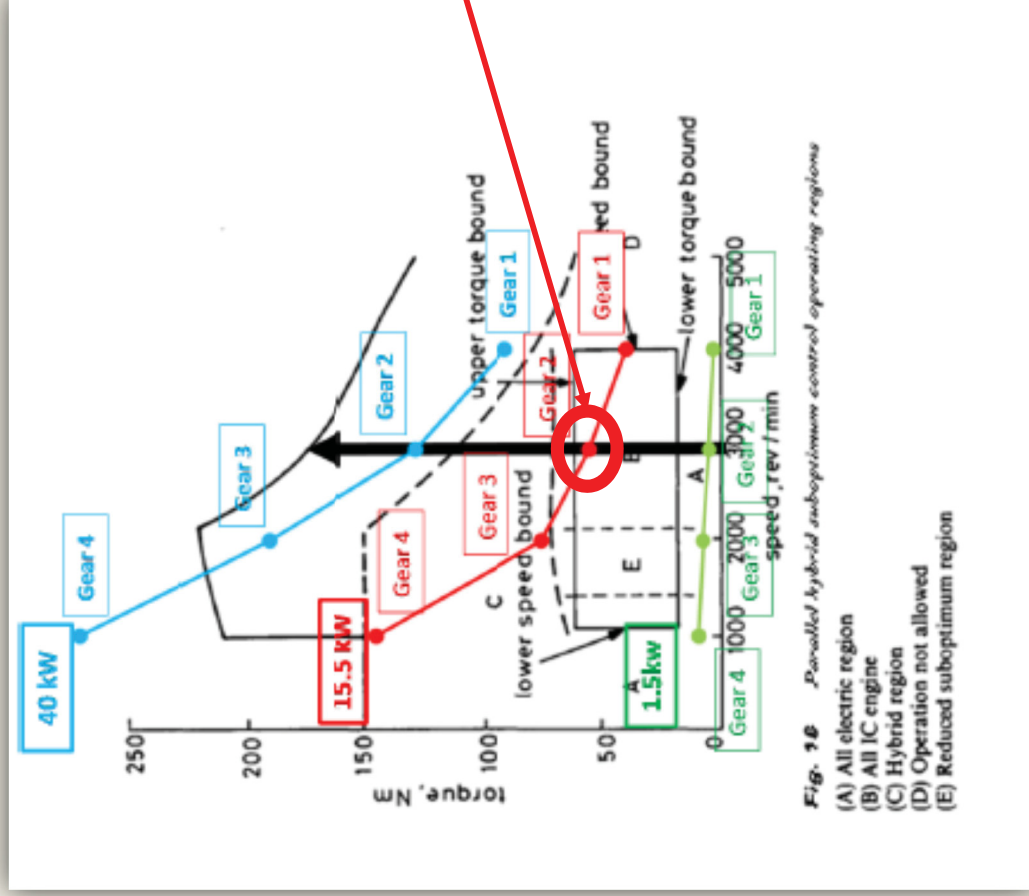 250
200
150
100
50
0
torque, Nm
1000
2000
3000
4000
5000
speed, rev / min
40 kW
Gear 4
Gear 3
Gear 2
Gear 1
15.5 kW
Gear 4
Gear 3
Gear 2
Gear 1
1.5kw
Gear 4
Gear 3
Gear 2
Gear 1
upper torque bound
ed bound
lower torque bound
lower speed bound
A
C
E
B
A
D
Fig. 18 Parallel hybrid suboptimum control operating regions
(A) All electric region
(B) All IC engine
(C) Hybrid region
(D) Operation not allowed
(E) Reduced suboptimum region